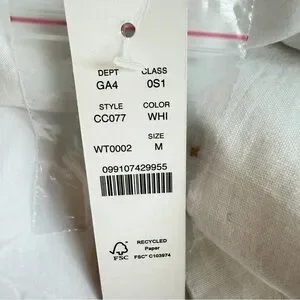 DEPT CLASS
GA4 0S1
STYLE COLOR
CC077 WHI
SIZE
WT0002 M
099107429955
RECYCLED
Paper
FSC FSC® C103974